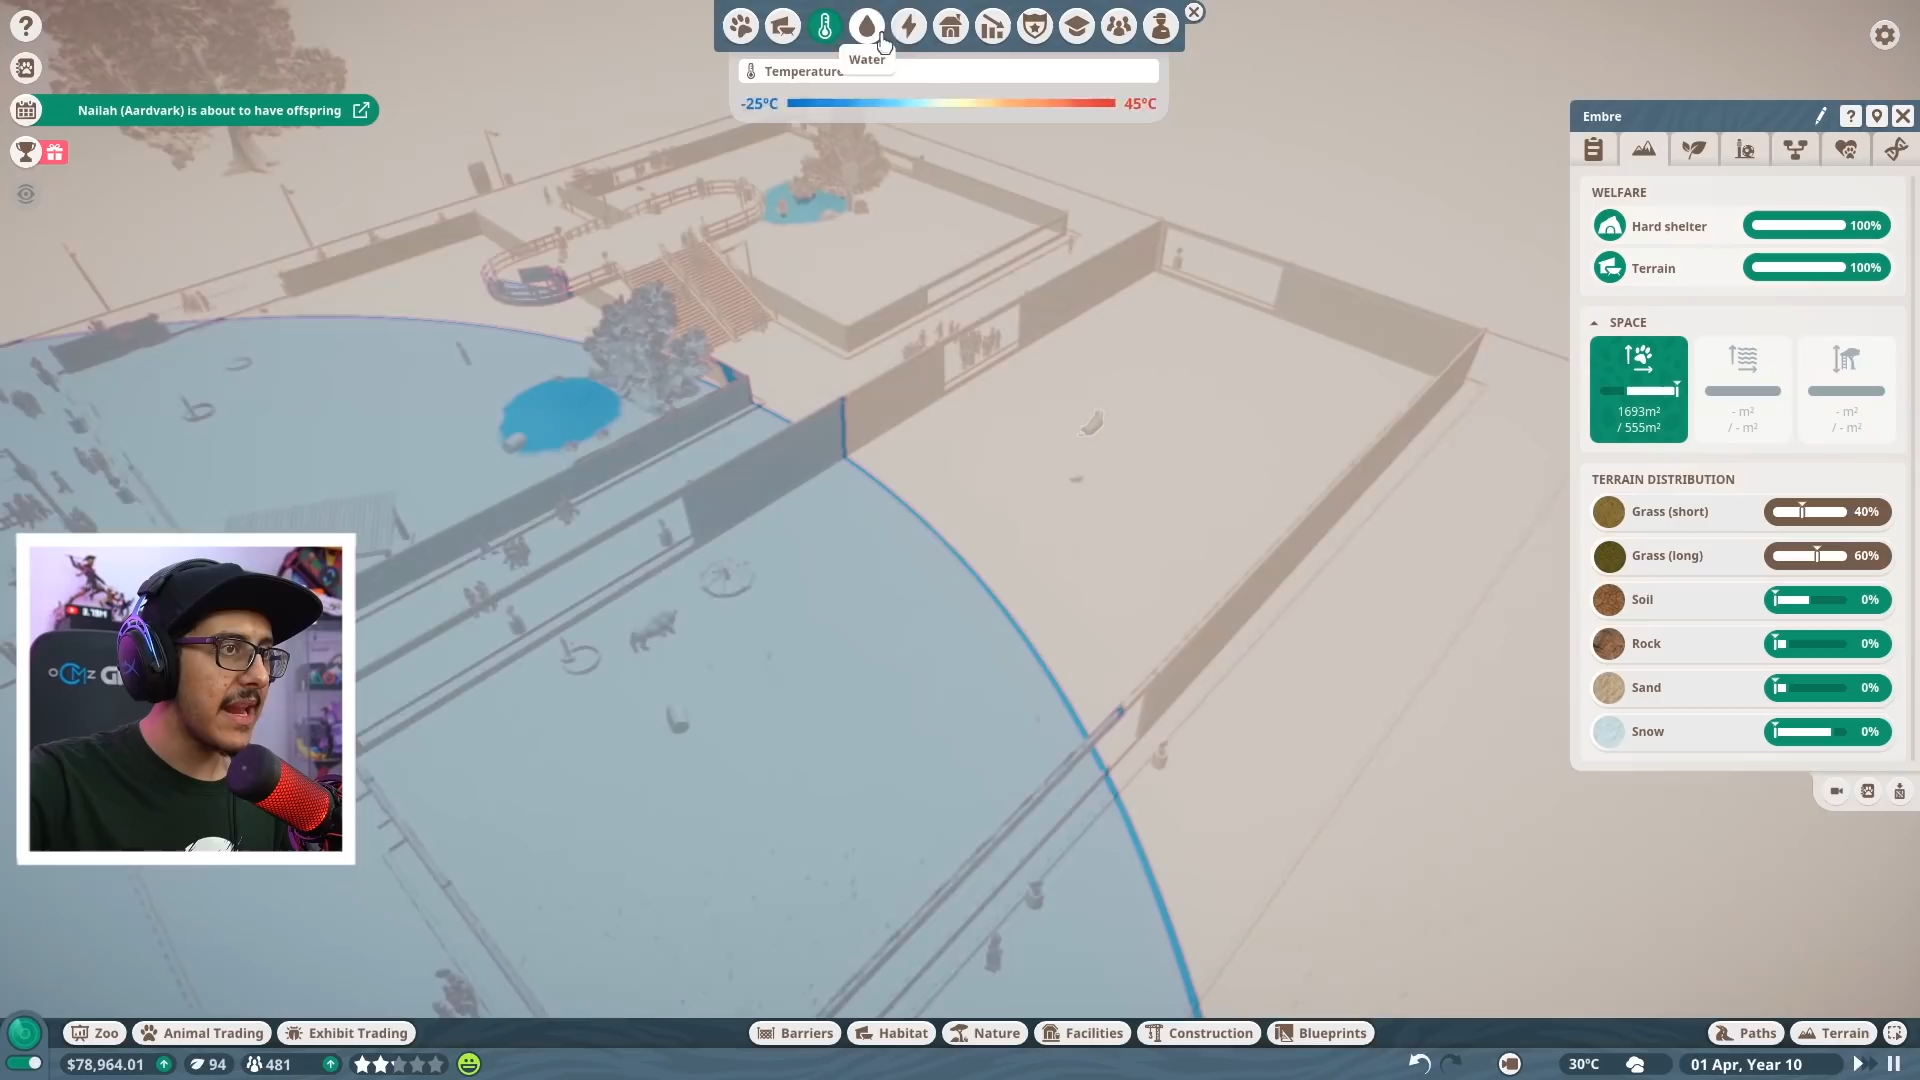 Water
Temperature
-25°C
45°C
Nailah (Aardvark) is about to have offspring
Embre
WELFARE
Hard shelter 100%
Terrain 100%
SPACE
1693m²
/ 555m²
- m²
/ - m²
- m²
/ - m²
TERRAIN DISTRIBUTION
Grass (short) 40%
Grass (long) 60%
Soil 0%
Rock 0%
Sand 0%
Snow 0%
Zoo
Animal Trading
Exhibit Trading
Barriers
Habitat
Nature
Facilities
Construction
Blueprints
Paths
Terrain
$78,964.01
94
481
30°C
01 Apr, Year 10